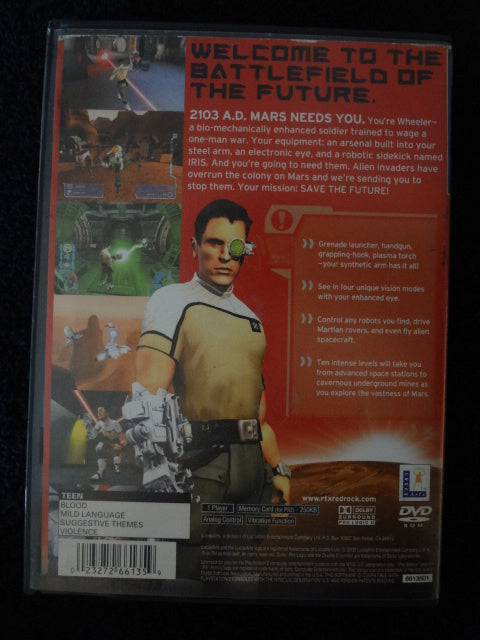 WELCOME TO THE
BATTLEFIELD OF
THE FUTURE.
2103 A.D. MARS NEEDS YOU. You're Wheeler—
a bio-mechanically enhanced soldier trained to wage a
one-man war. Your equipment: an arsenal built into your
steel arm, an electronic eye, and a robotic sidekick named
IRIS. And you're going to need them. Alien invaders have
overrun the colony on Mars and we're sending you to
stop them. Your mission: SAVE THE FUTURE!
Grenade launcher, handgun,
grappling-hook, plasma torch
—your synthetic arm has it all!
See in four unique vision modes
with your enhanced eye.
Control any robots you find, drive
Martian rovers, and even fly alien
spacecraft.
Ten intense levels will take you
from advanced space stations to
cavernous underground mines as
you explore the vastness of Mars.
www.rtxredrock.com
TEEN
BLOOD
MILD LANGUAGE
SUGGESTIVE THEMES
VIOLENCE
1 Player
Memory Card (for PS2) - 250KB
Analog Control
Vibration Function
DOLBY
SURROUND
PRO LOGIC II
DVD
ROM
0 23272 66135 9
6613501